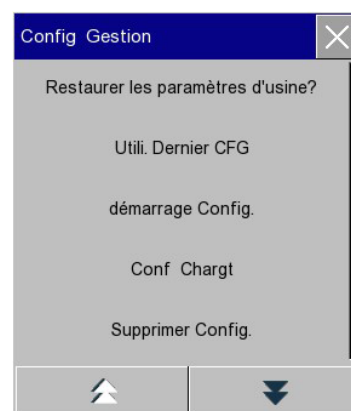 Config Gestion
Restaurer les paramètres d'usine?
Utili. Dernier CFG
démarrage Config.
Conf Chargt
Supprimer Config.